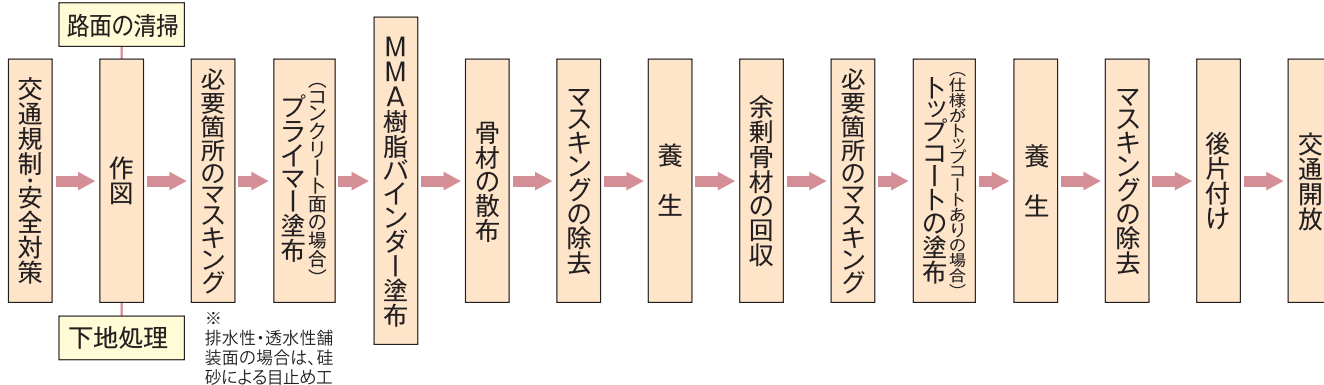 路面の清掃
交通規制・安全対策
作図
下地処理
必要箇所のマスキング
※
排水性・透水性舗
装面の場合は、硅
砂による目止め工
（コンクリート面の場合）
プライマー塗布
MMA樹脂バインダー塗布
骨材の散布
マスキングの除去
養生
余剰骨材の回収
必要箇所のマスキング
（仕様がトップコートありの場合）
トップコートの塗布
養生
マスキングの除去
後片付け
交通開放